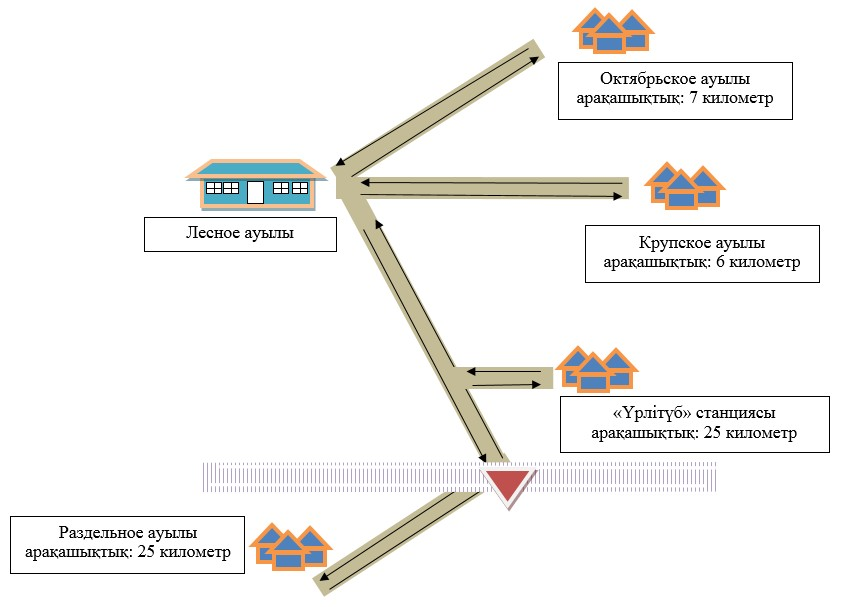 Октябрьское ауылы
арақашықтық: 7 километр
Лесное ауылы
Крупское ауылы
арақашықтық: 6 километр
«Үрлітүб» станциясы
арақашықтық: 25 километр
Раздельное ауылы
арақашықтық: 25 километр